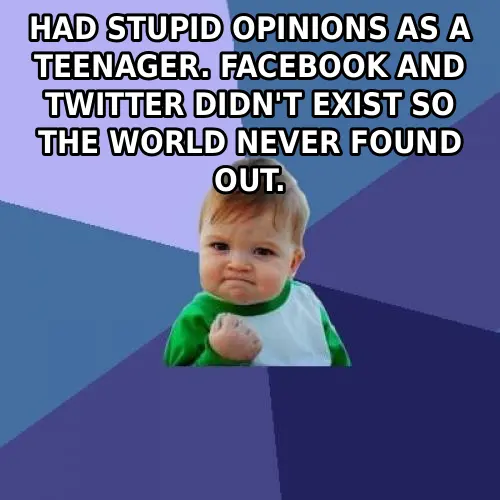 HAD STUPID OPINIONS AS A
TEENAGER. FACEBOOK AND
TWITTER DIDN'T EXIST SO
THE WORLD NEVER FOUND
OUT.